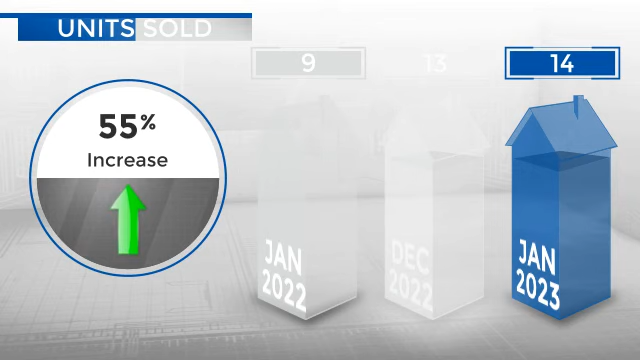 UNITS SOLD
9
13
14
55%
Increase
JAN
2022
DEC
2022
JAN
2023